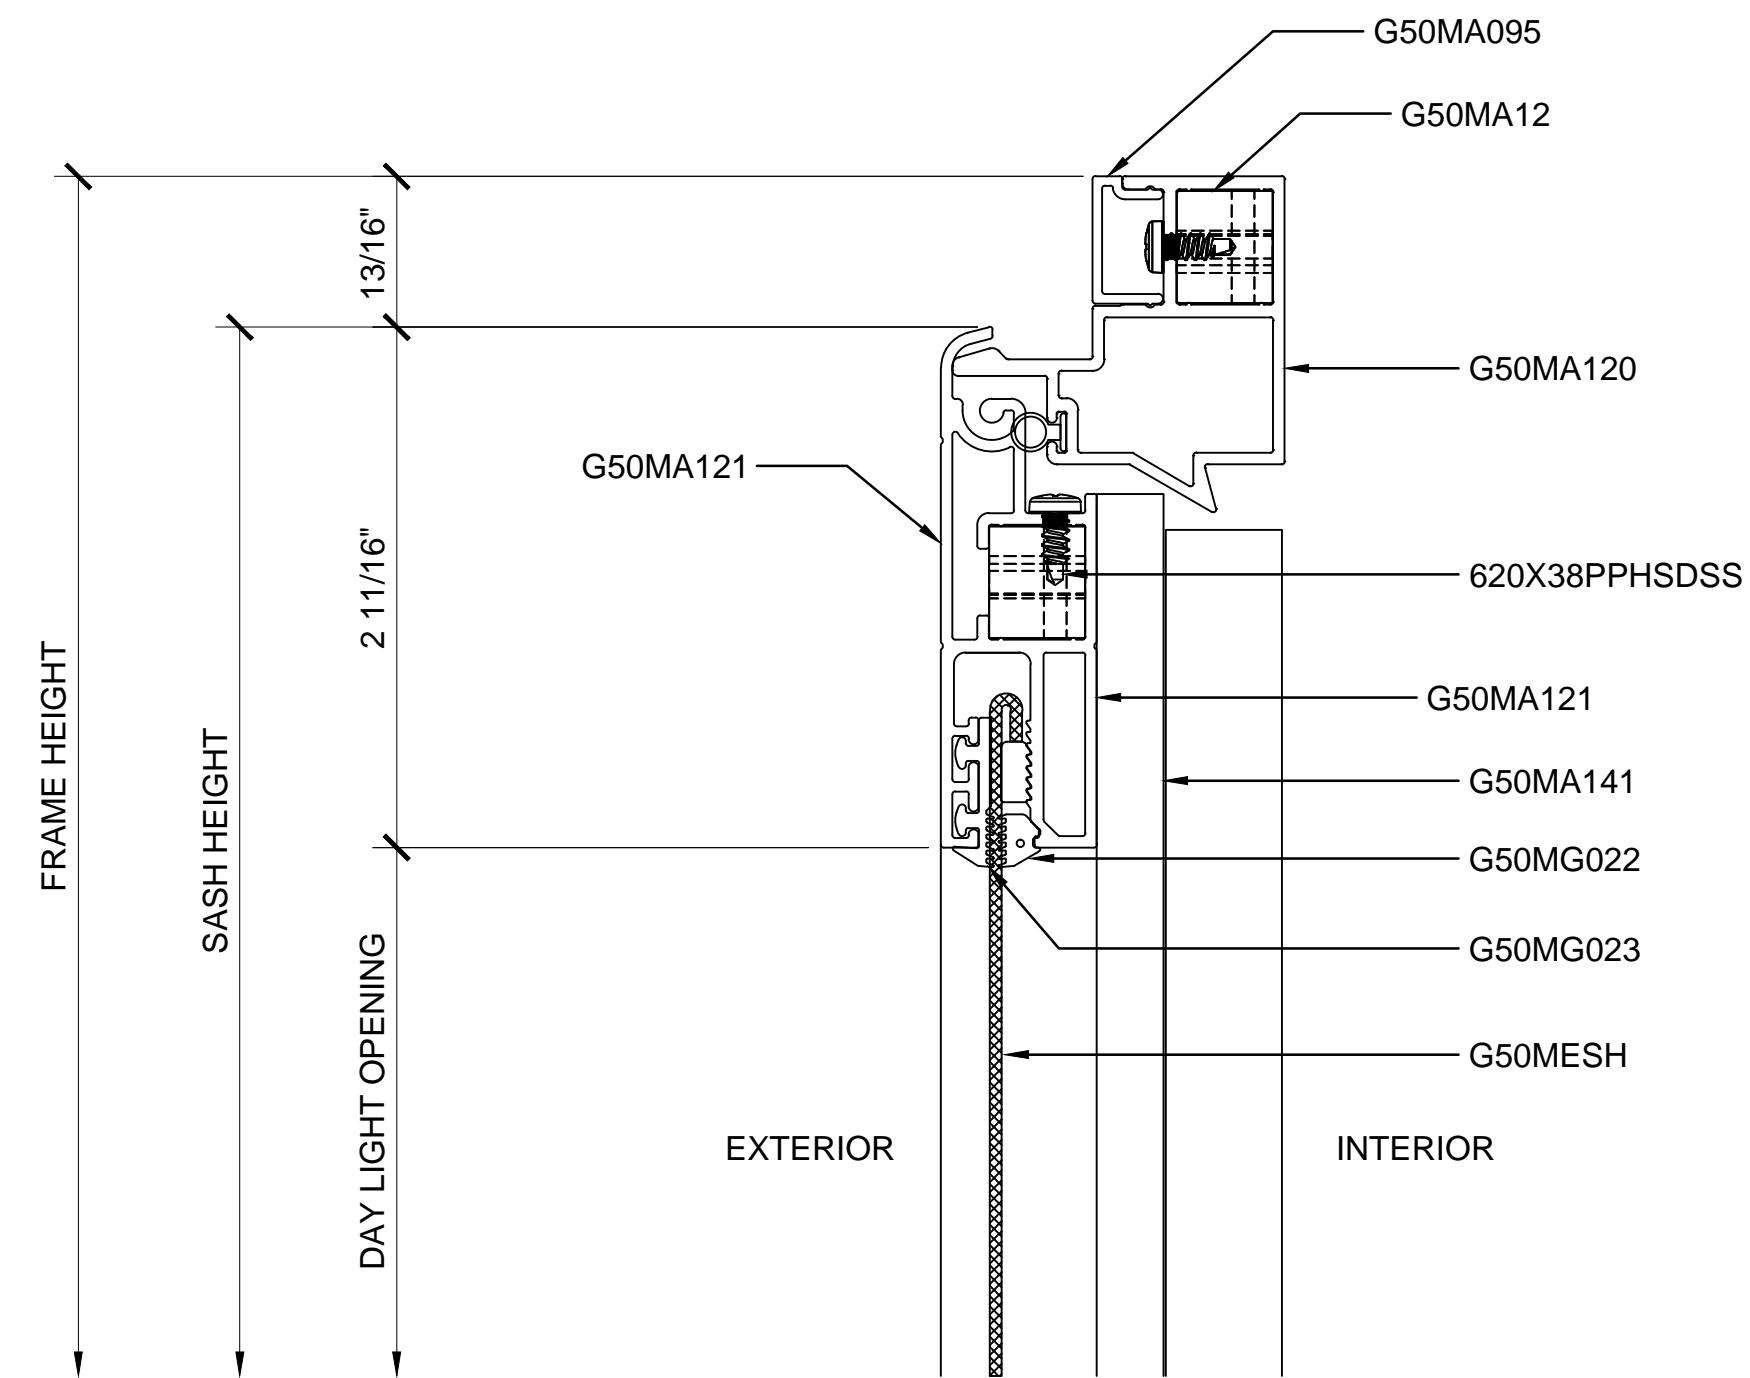 G50MA095
G50MA12
13/16"
G50MA120
G50MA121
2 11/16"
620X38PPHSDSS
FRAME HEIGHT
SASH HEIGHT
G50MA121
G50MA141
G50MG022
G50MG023
DAY LIGHT OPENING
G50MESH
EXTERIOR
INTERIOR